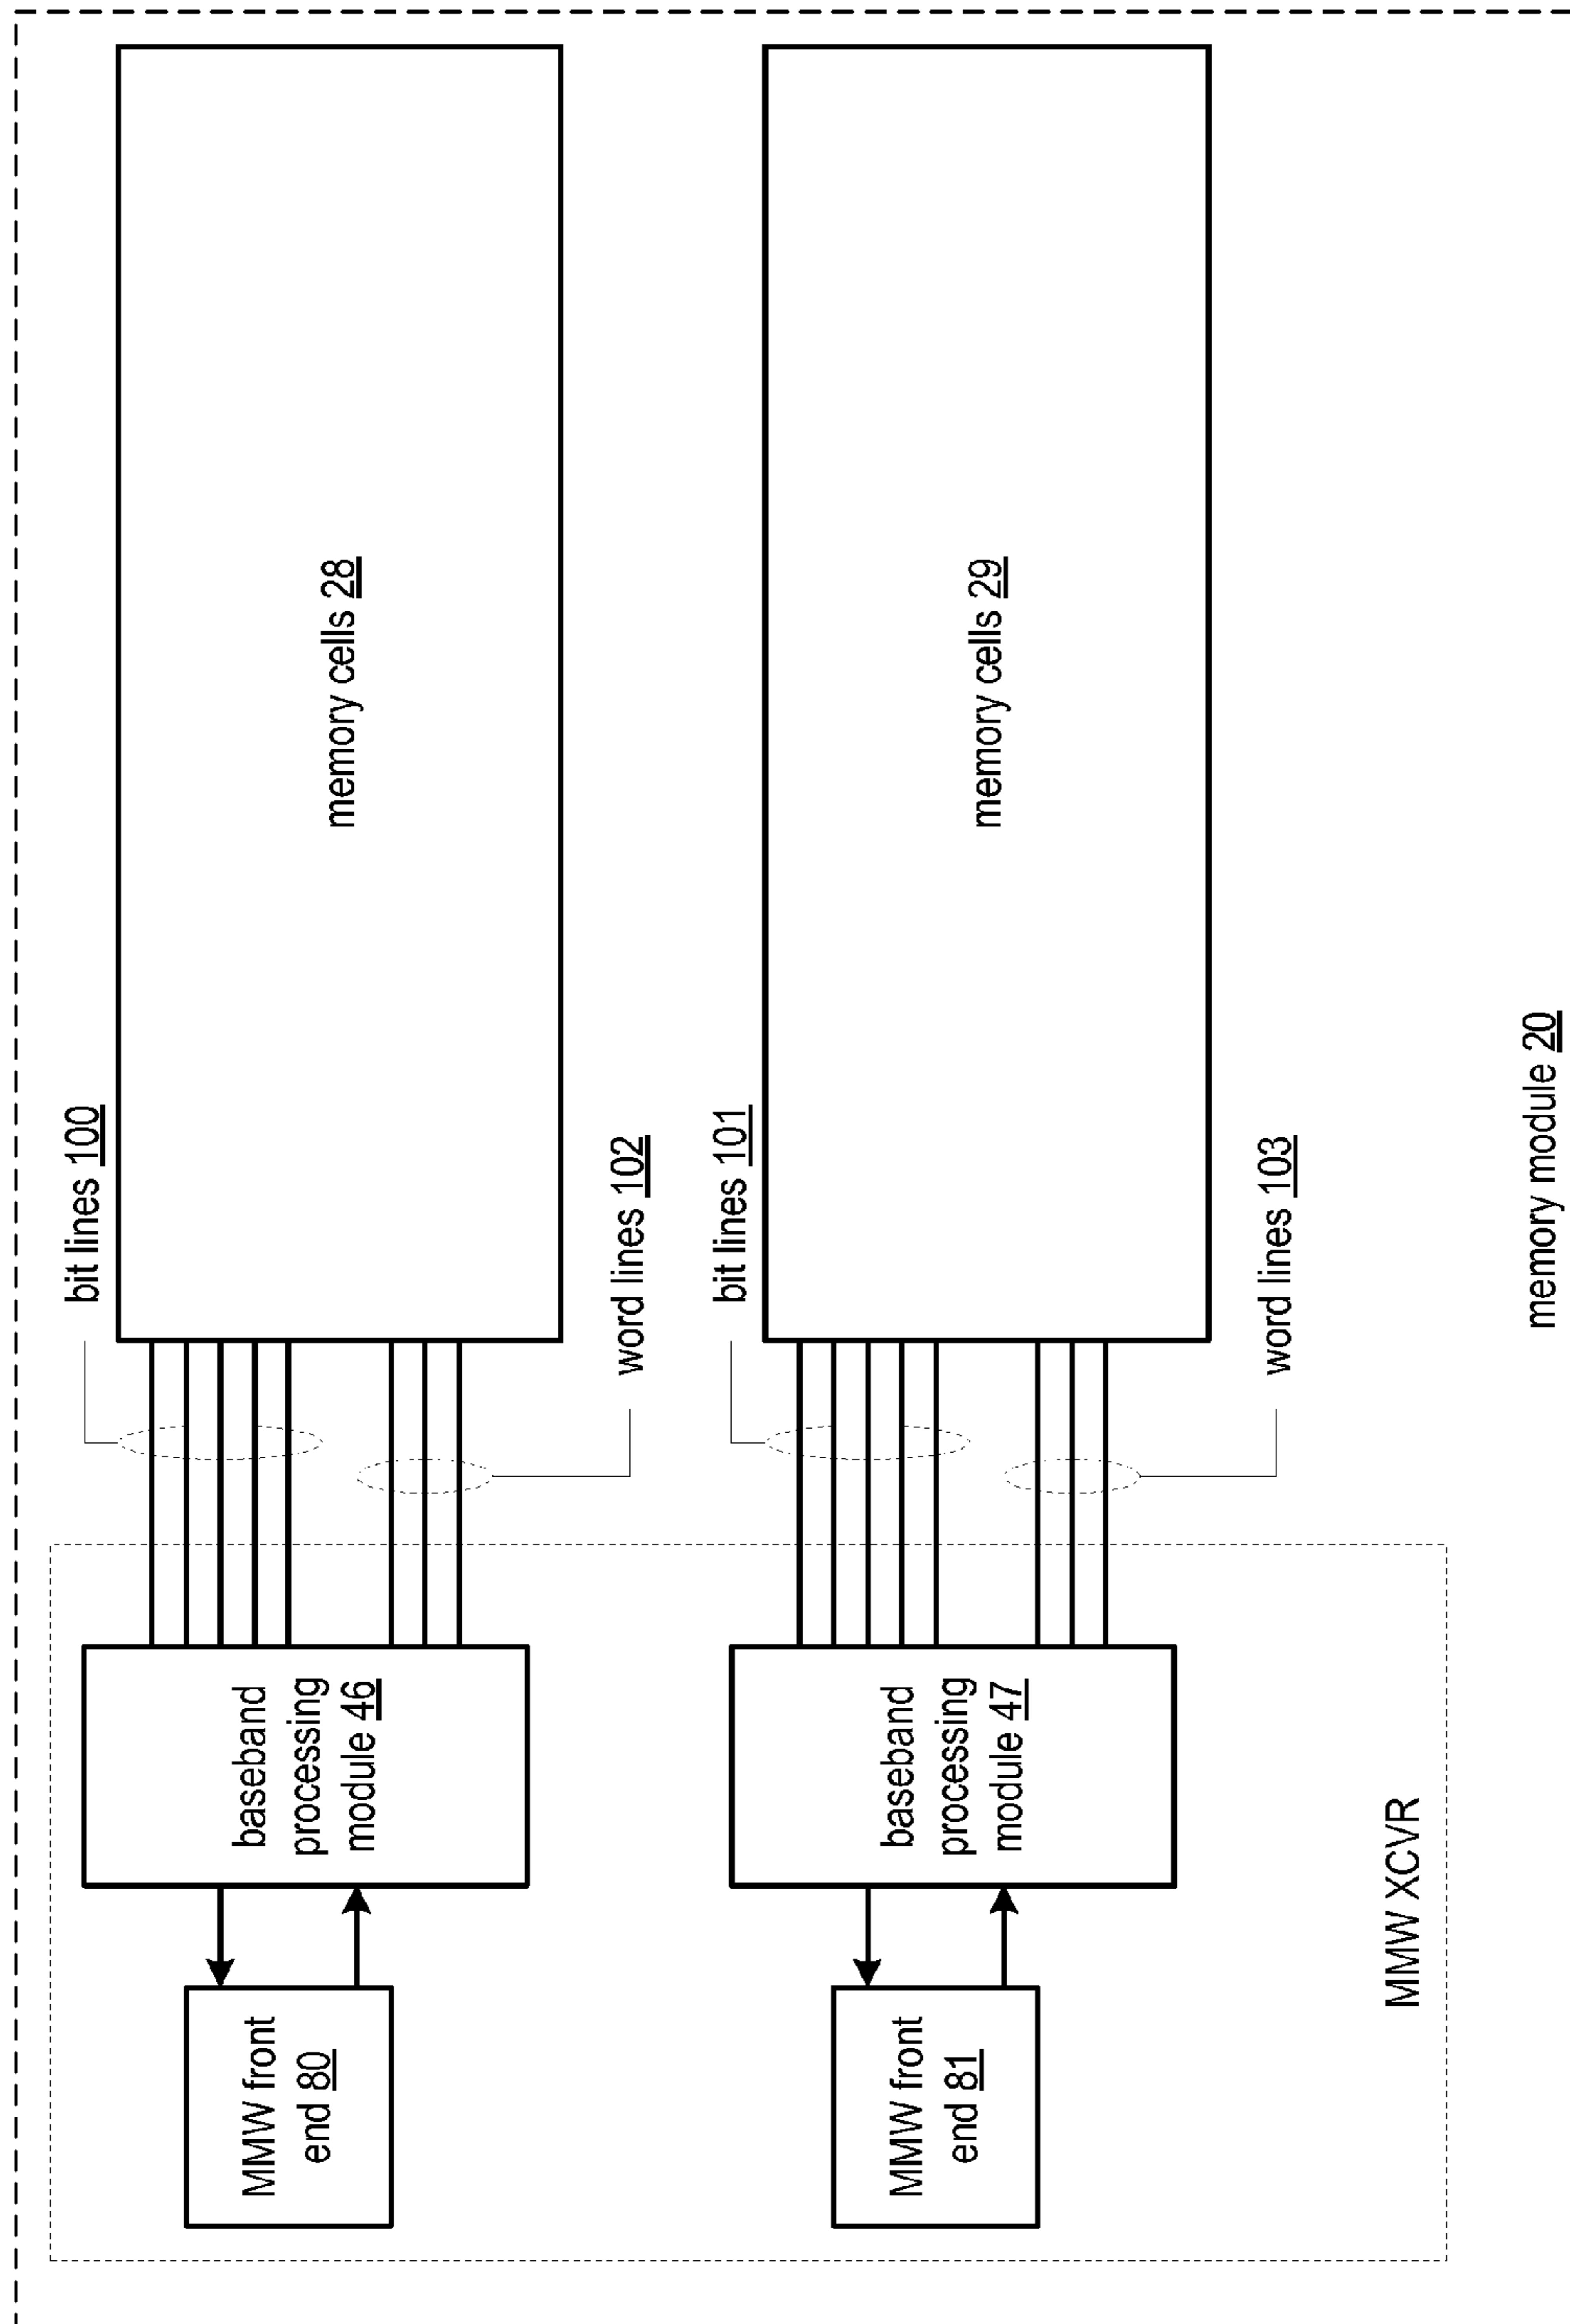 bit lines 100
memory cells 28
word lines 102
baseband
processing
module 46
MMW front
end 80
bit lines 101
memory cells 29
word lines 103
baseband
processing
module 47
MMW front
end 81
MMW XCVR
memory module 20